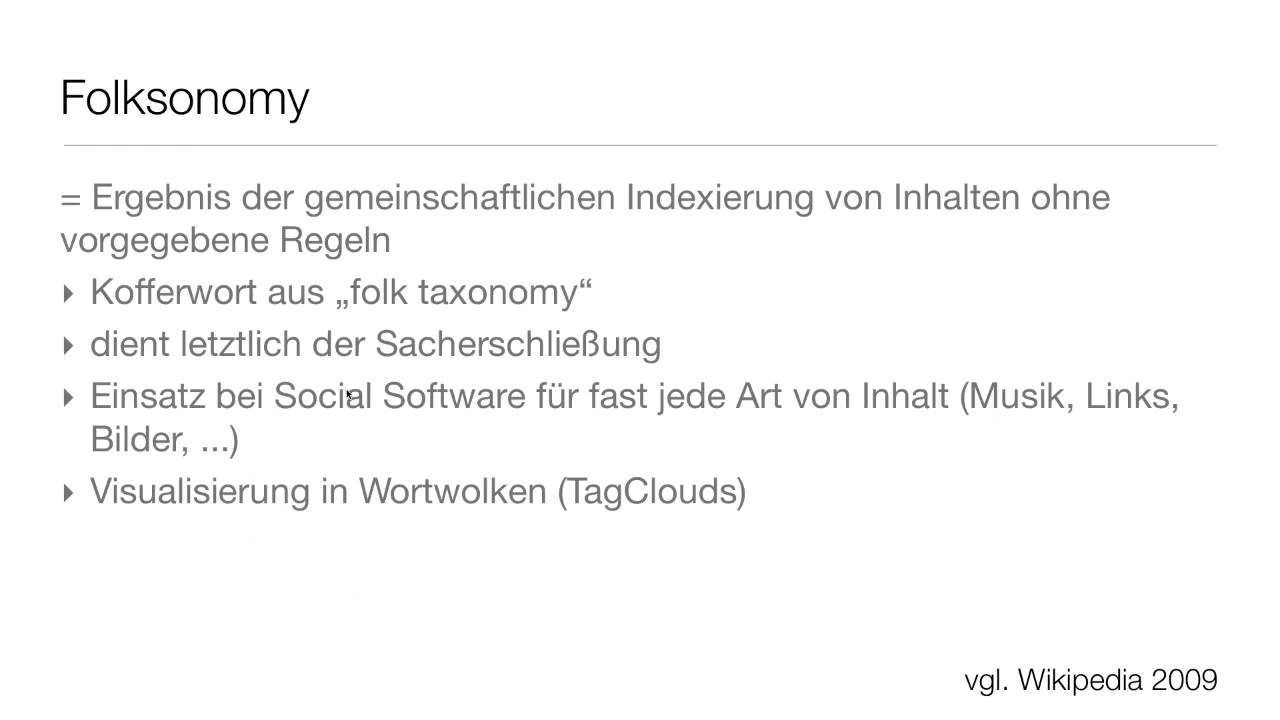 Folksonomy
= Ergebnis der gemeinschaftlichen Indexierung von Inhalten ohne
vorgegebene Regeln
‣ Kofferwort aus „folk taxonomy“
‣ dient letztlich der Sacherschließung
‣ Einsatz bei Social Software für fast jede Art von Inhalt (Musik, Links,
Bilder, ...)
‣ Visualisierung in Wortwolken (TagClouds)
vgl. Wikipedia 2009